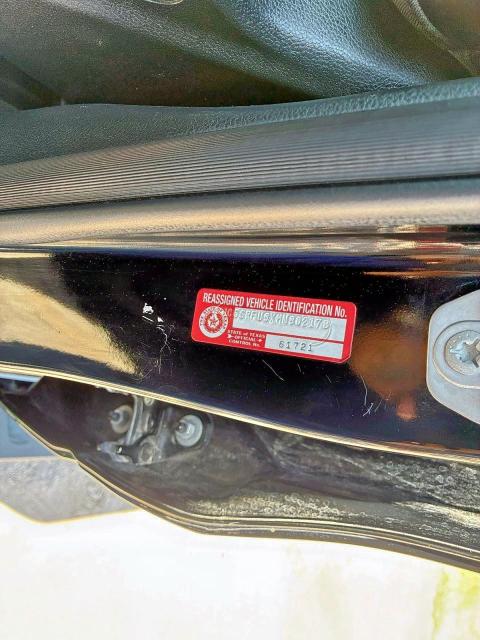 REASSIGNED VEHICLE IDENTIFICATION No.
STATE of TEXAS
OFFICIAL
CONTROL No.
61721